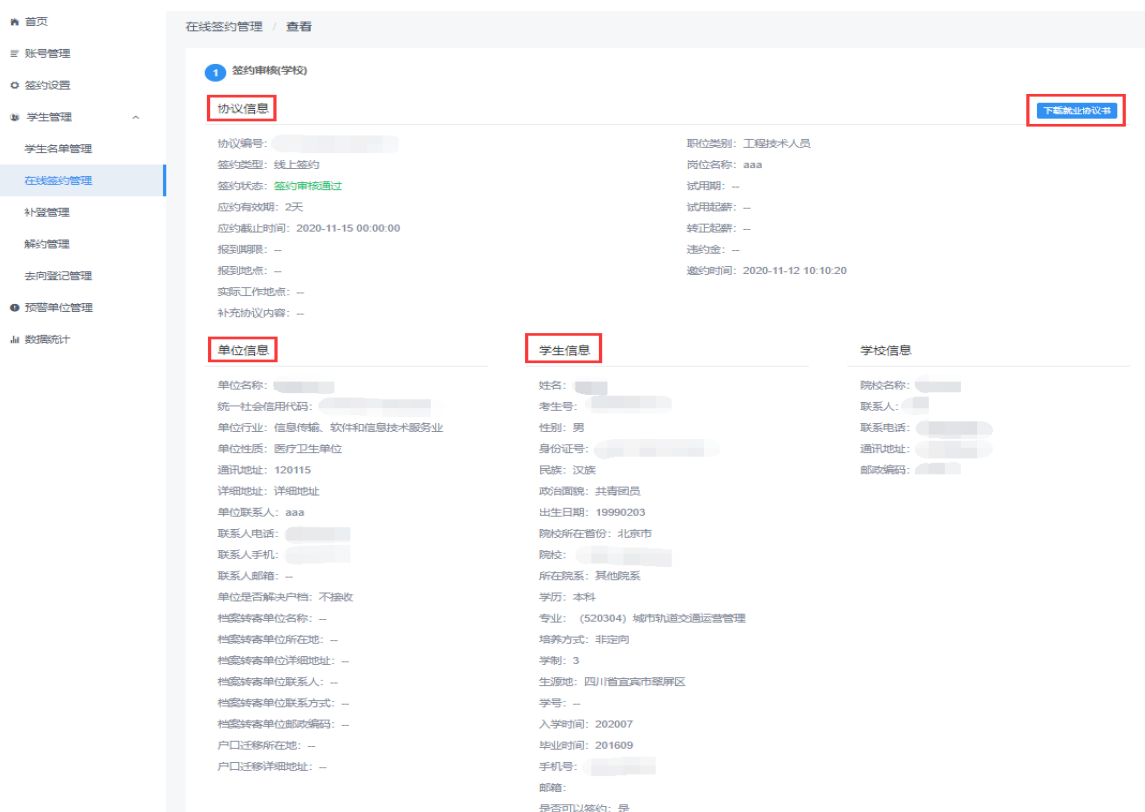 首页
账号管理
签约设置
学生管理
学生名单管理
在线签约管理
补登管理
解约管理
去向登记管理
预警单位管理
数据统计
在线签约管理 / 查看
1 签约审核(学校)
协议信息
下载就业协议书
协议编号:
签约类型: 线上签约
签约状态: 签约审核通过
应约有效期: 2天
应约截止时间: 2020-11-15 00:00:00
报到期限: --
报到地点: --
实际工作地点: --
补充协议内容: --
职位类别: 工程技术人员
岗位名称: aaa
试用期: --
试用起薪: --
转正起薪: --
违约金: --
邀约时间: 2020-11-12 10:10:20
单位信息
单位名称:
统一社会信用代码:
单位行业: 信息传输、软件和信息技术服务业
单位性质: 医疗卫生单位
通讯地址: 120115
详细地址: 详细地址
单位联系人: aaa
联系人电话:
联系人手机:
联系人邮箱: --
单位是否解决户档: 不接收
档案转寄单位名称: --
档案转寄单位所在地: --
档案转寄单位详细地址: --
档案转寄单位联系人: --
档案转寄单位联系方式: --
档案转寄单位邮政编码: --
户口迁移所在地: --
户口迁移详细地址: --
学生信息
姓名:
考生号:
性别: 男
身份证号:
民族: 汉族
政治面貌: 共青团员
出生日期: 19990203
院校所在省份: 北京市
院校:
所在院系: 其他院系
学历: 本科
专业: (520304) 城市轨道交通运营管理
培养方式: 非定向
学制: 3
生源地: 四川省宜宾市翠屏区
学号: --
入学时间: 202007
毕业时间: 201609
手机号:
邮箱:
是否可以签约: 是
学校信息
院校名称:
联系人:
联系电话:
通讯地址:
邮政编码: